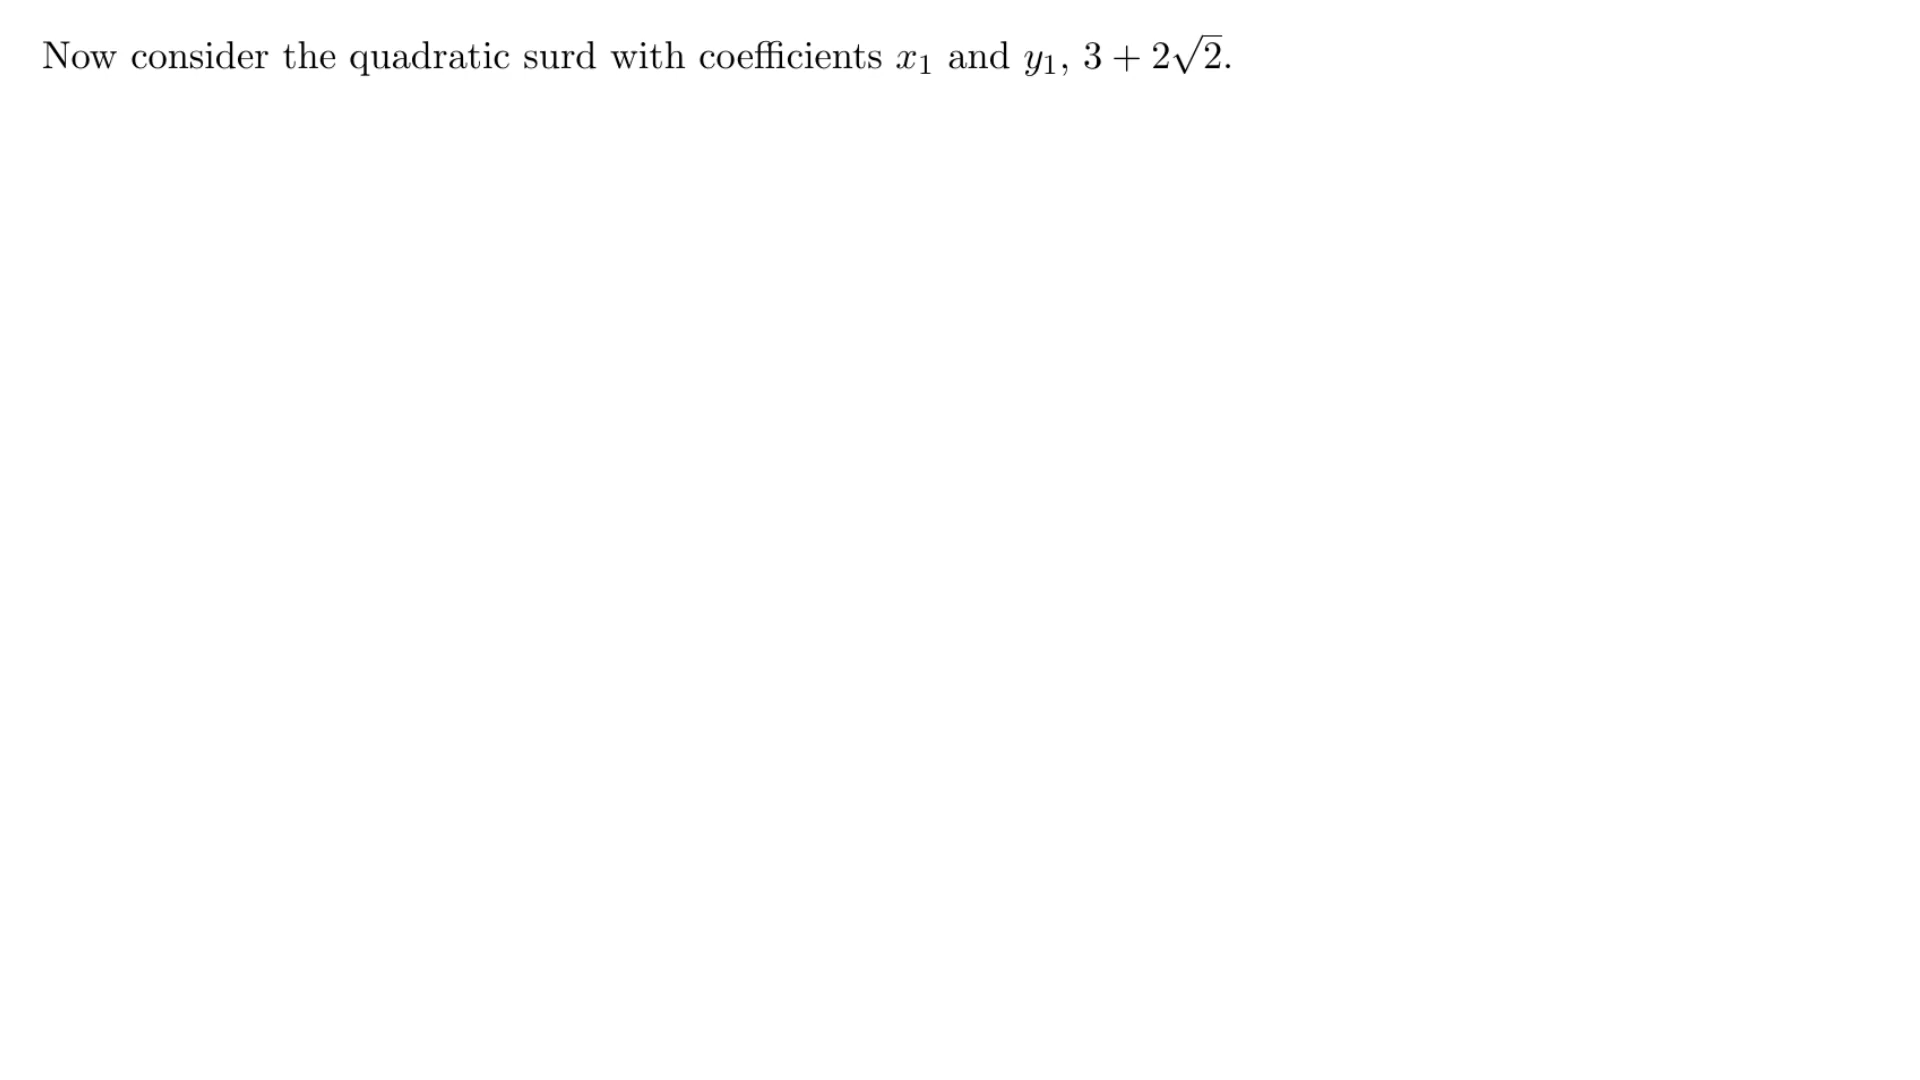 Now consider the quadratic surd with coefficients x₁ and y₁, 3 + 2√2.